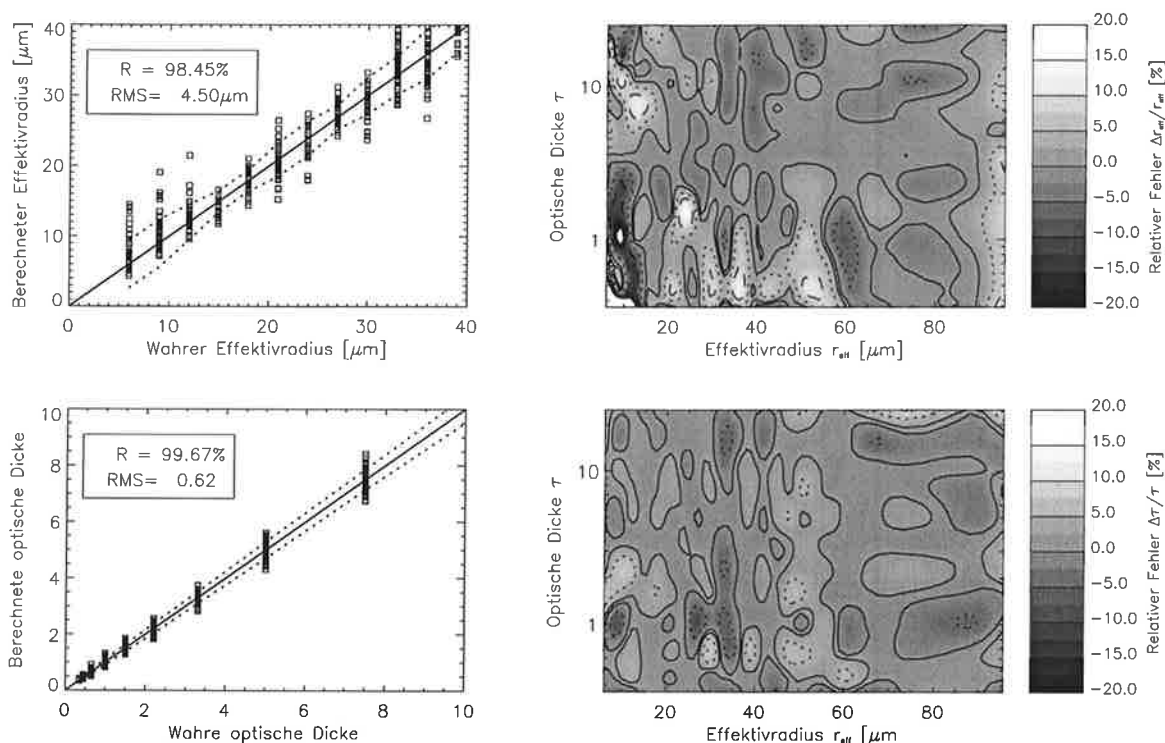 Berechneter Effektivradius [μm]
40
30
20
10
0
R = 98.45%
RMS= 4.50μm
0 10 20 30 40
Wahrer Effektivradius [μm]
Optische Dicke τ
10
1
20 40 60 80
Effektivradius r_eff [μm]
20.0
15.0
10.0
5.0
0.0
−5.0
−10.0
−15.0
−20.0
Relativer Fehler Δr_eff/r_eff [%]
Berechnete optische Dicke
10
8
6
4
2
0
R = 99.67%
RMS= 0.62
0 2 4 6 8 10
Wahre optische Dicke
Optische Dicke τ
10
1
20 40 60 80
Effektivradius r_eff [μm]
20.0
15.0
10.0
5.0
0.0
−5.0
−10.0
−15.0
−20.0
Relativer Fehler Δτ/τ [%]